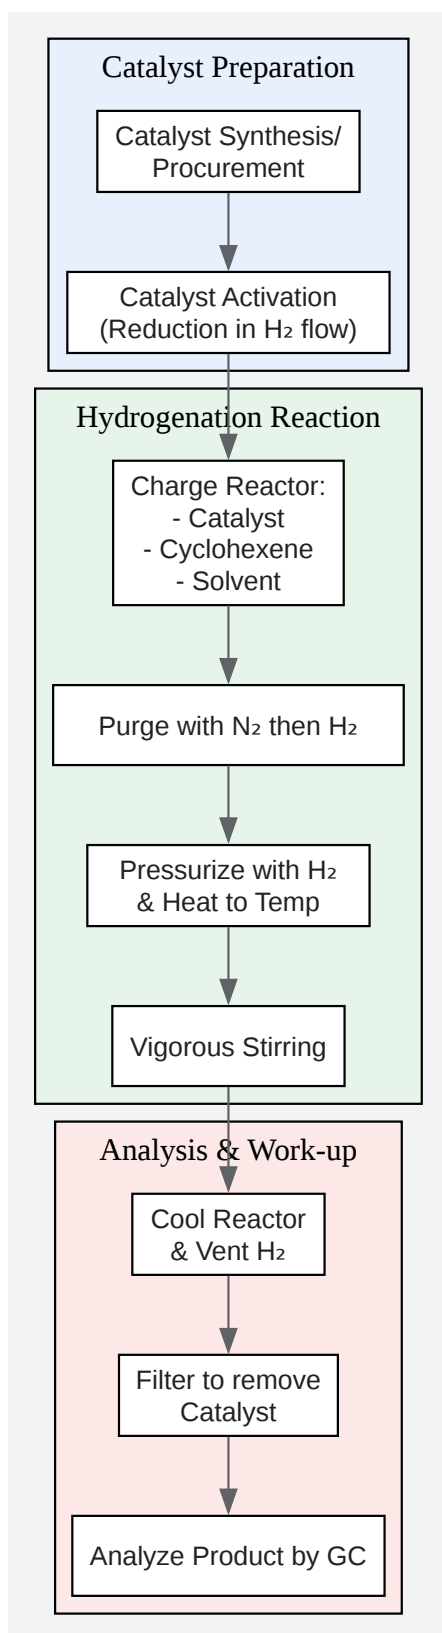 Catalyst Preparation
Catalyst Synthesis/
Procurement
Catalyst Activation
(Reduction in H₂ flow)
Hydrogenation Reaction
Charge Reactor:
- Catalyst
- Cyclohexene
- Solvent
Purge with N₂ then H₂
Pressurize with H₂
& Heat to Temp
Vigorous Stirring
Analysis & Work-up
Cool Reactor
& Vent H₂
Filter to remove
Catalyst
Analyze Product by GC